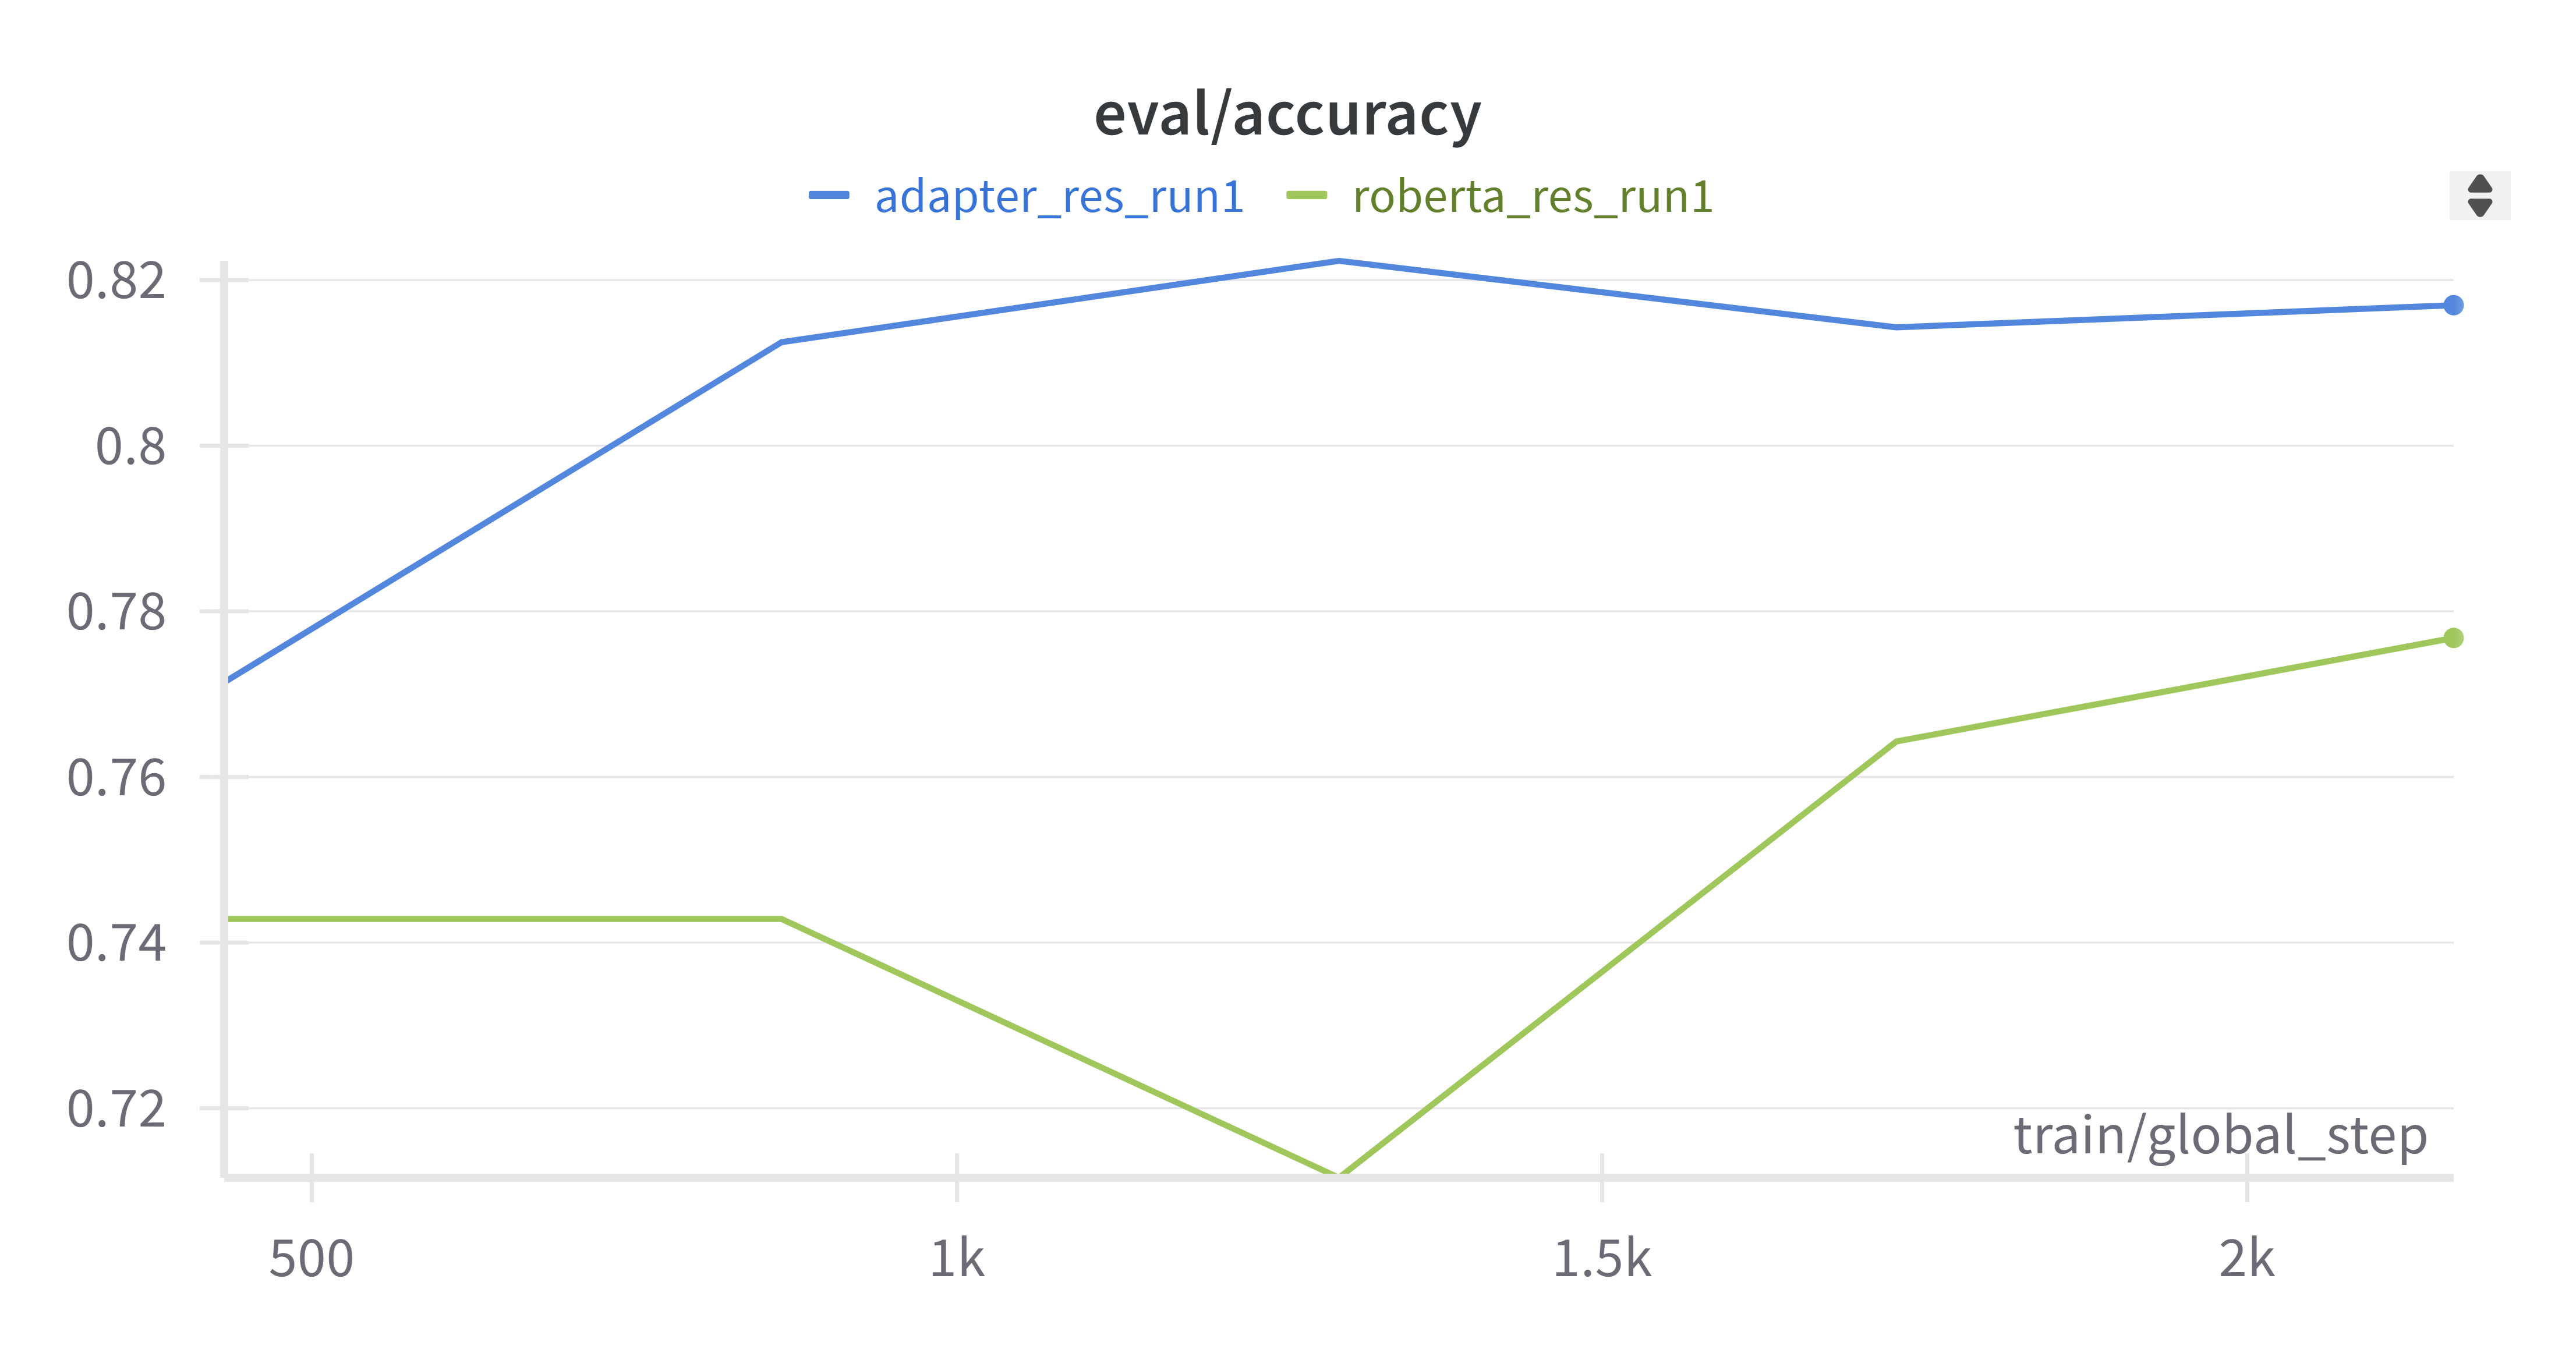 eval/accuracy
adapter_res_run1 roberta_res_run1
0.82
0.8
0.78
0.76
0.74
0.72
train/global_step
500 1k 1.5k 2k